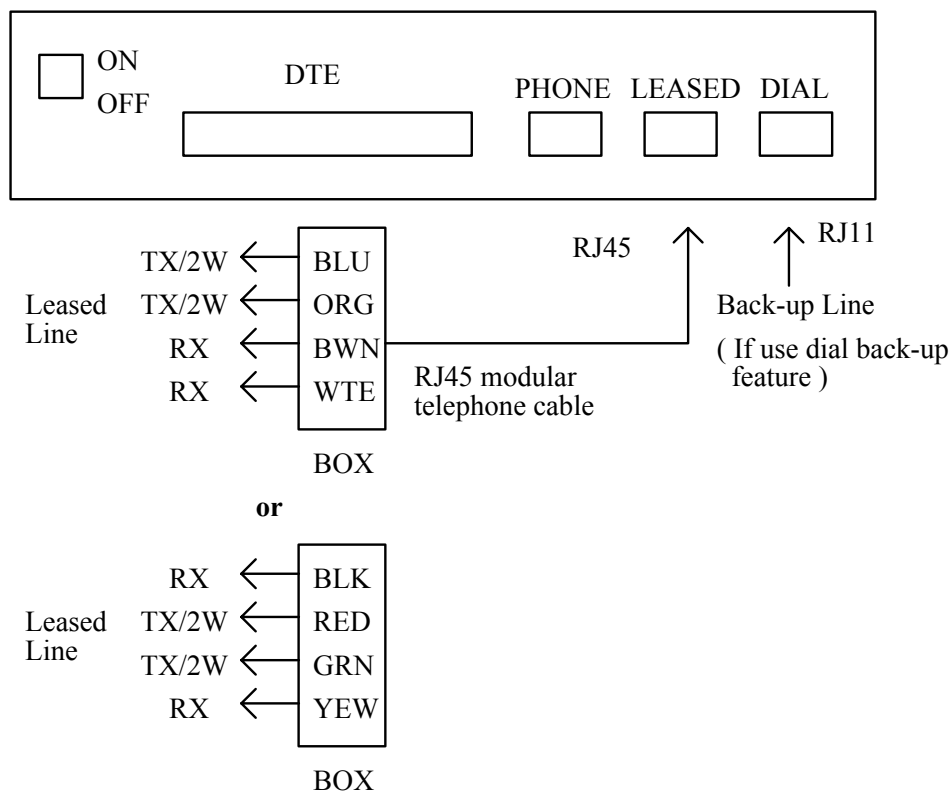 ON
OFF
DTE
PHONE LEASED DIAL
TX/2W BLU
TX/2W ORG
RX BWN
RX WTE
Leased
Line
BOX
RJ45
RJ11
RJ45 modular
telephone cable
Back-up Line
( If use dial back-up
feature )
or
RX BLK
TX/2W RED
TX/2W GRN
RX YEW
Leased
Line
BOX